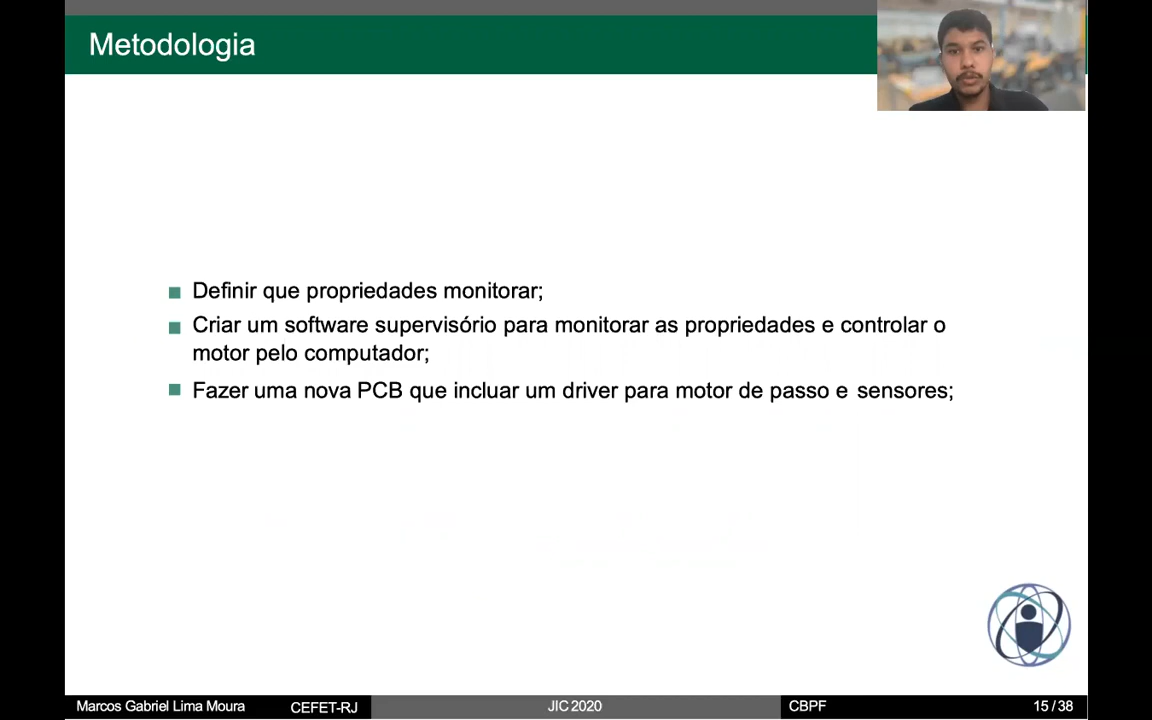 Metodologia
Definir que propriedades monitorar;
Criar um software supervisório para monitorar as propriedades e controlar o
motor pelo computador;
Fazer uma nova PCB que incluar um driver para motor de passo e sensores;
Marcos Gabriel Lima Moura CEFET-RJ JIC 2020 CBPF 15 / 38